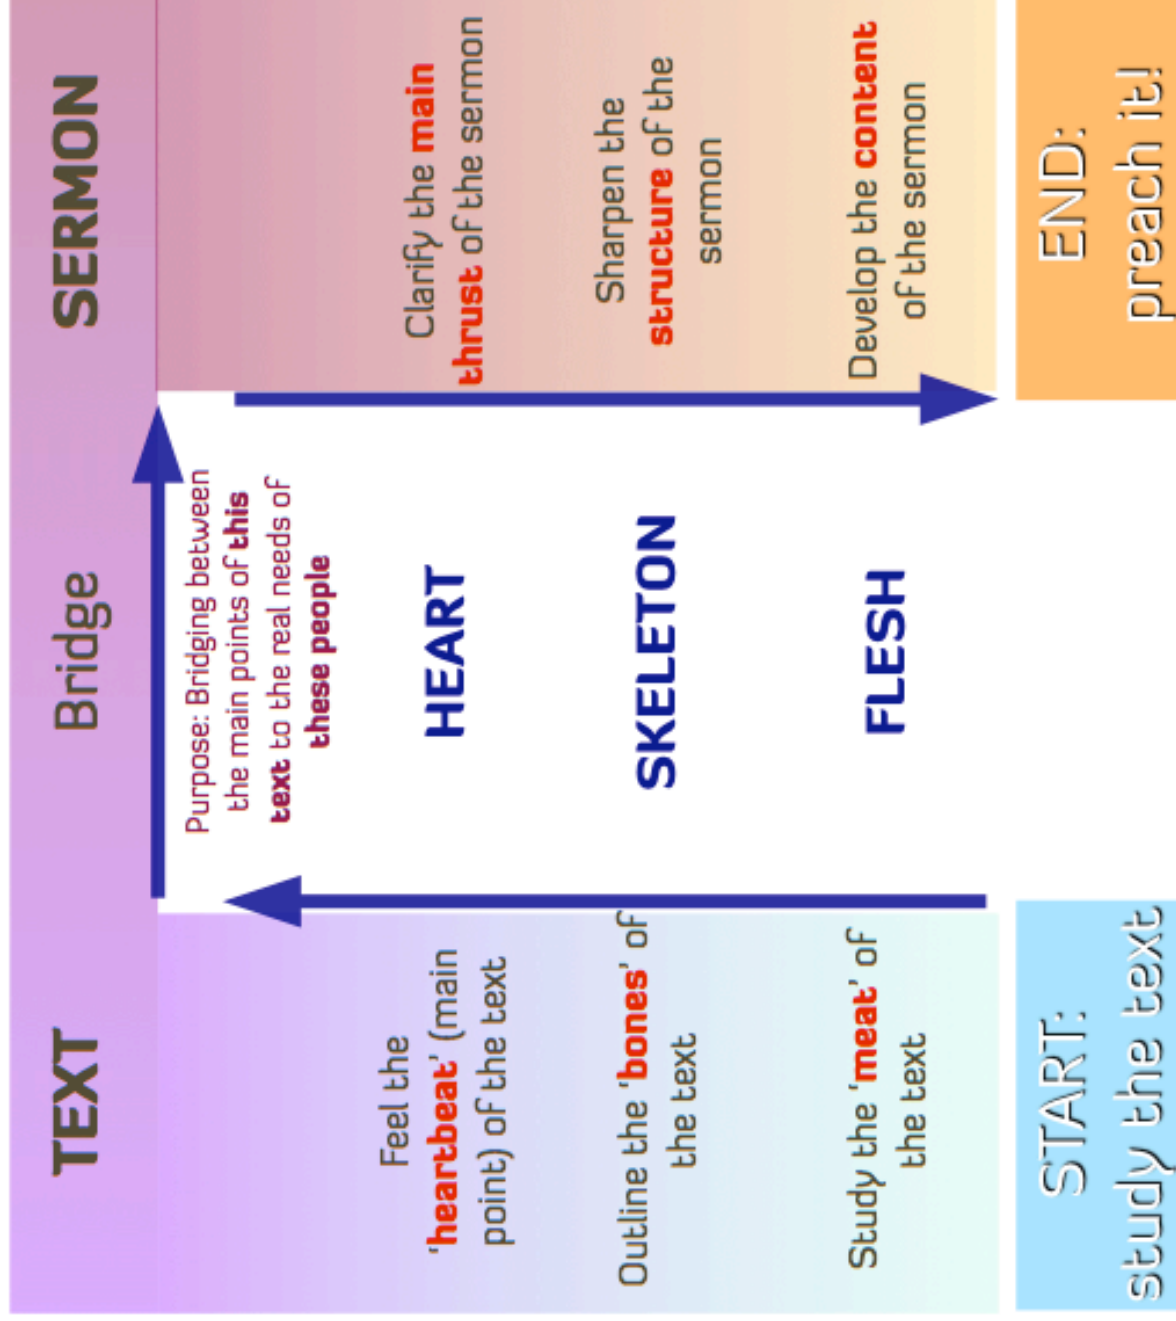 TEXT
Bridge
SERMON
Purpose: Bridging between
the main points of this
text to the real needs of
these people
Feel the
'heartbeat' (main
point) of the text
HEART
Clarify the main
thrust of the sermon
Outline the 'bones' of
the text
SKELETON
Sharpen the
structure of the
sermon
Study the 'meat' of
the text
FLESH
Develop the content
of the sermon
START:
study the text
END:
preach it!